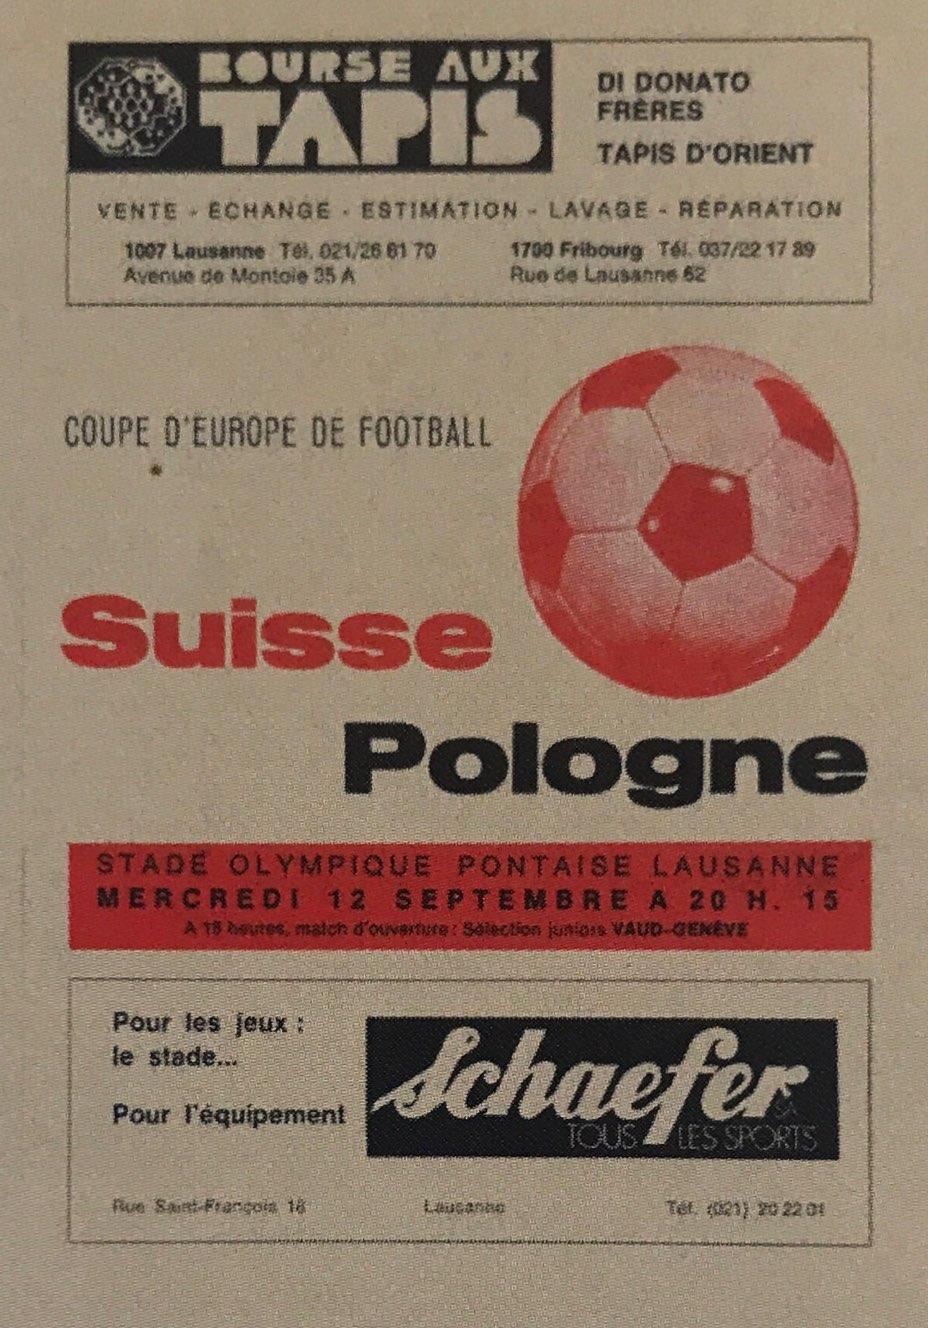 BOURSE AUX
TAPIS
DI DONATO
FRÈRES
TAPIS D'ORIENT
VENTE - ÉCHANGE - ESTIMATION - LAVAGE - RÉPARATION
1007 Lausanne Tél. 021/26 61 70
Avenue de Montoie 35 A
1700 Fribourg Tél. 037/22 17 89
Rue de Lausanne 62
COUPE D'EUROPE DE FOOTBALL
Suisse
Pologne
STADE OLYMPIQUE PONTAISE LAUSANNE
MERCREDI 12 SEPTEMBRE A 20 H. 15
A 18 heures, match d'ouverture : Sélection juniors VAUD-GENÈVE
Pour les jeux :
le stade...
Pour l'équipement
Schaefer
SA
TOUS LES SPORTS
Rue Saint-François 18 Lausanne Tél. (021) 20 22 01